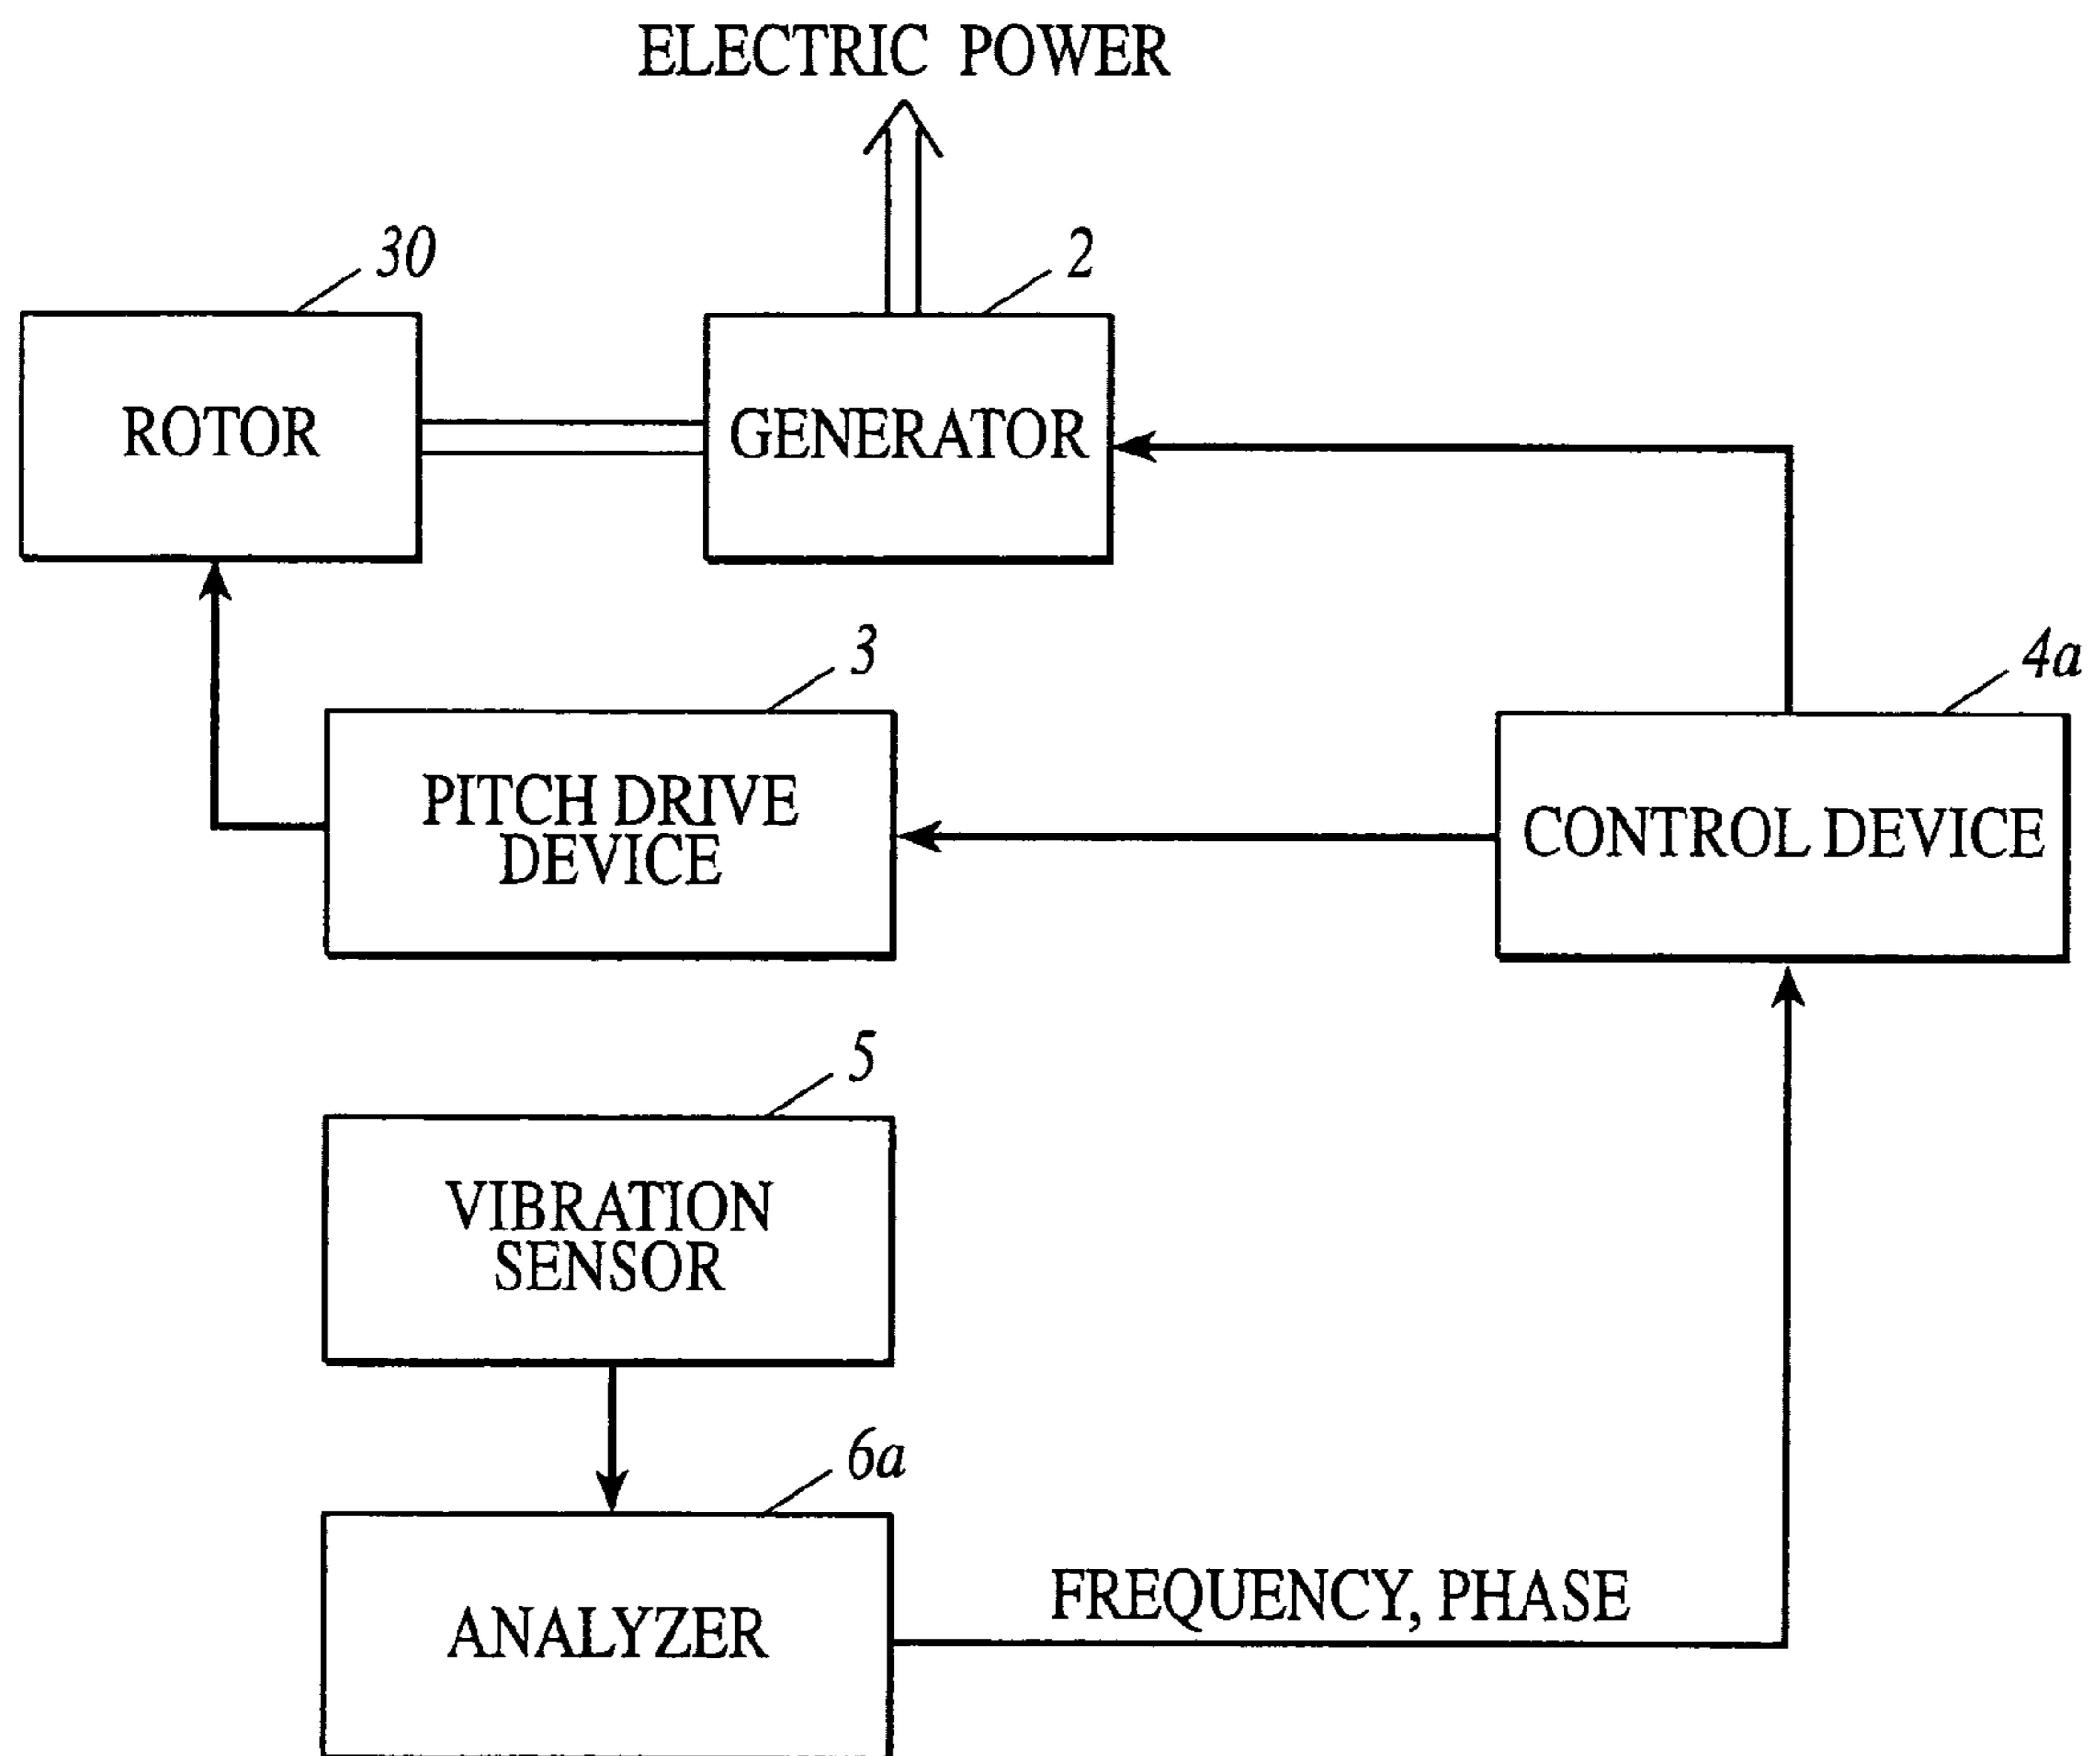 ELECTRIC POWER
30
2
ROTOR
GENERATOR
3
4a
PITCH DRIVE
DEVICE
CONTROL DEVICE
5
VIBRATION
SENSOR
6a
FREQUENCY, PHASE
ANALYZER